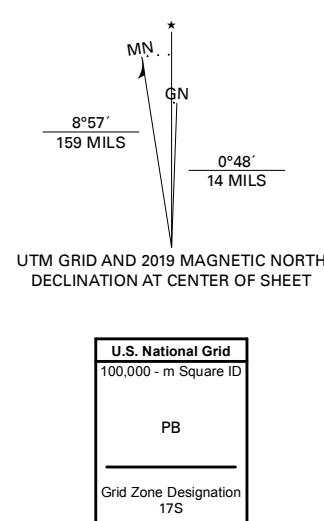 ★
MN
GN
8°57´
159 MILS
0°48´
14 MILS
UTM GRID AND 2019 MAGNETIC NORTH
DECLINATION AT CENTER OF SHEET
U.S. National Grid
100,000 - m Square ID
PB
Grid Zone Designation
17S